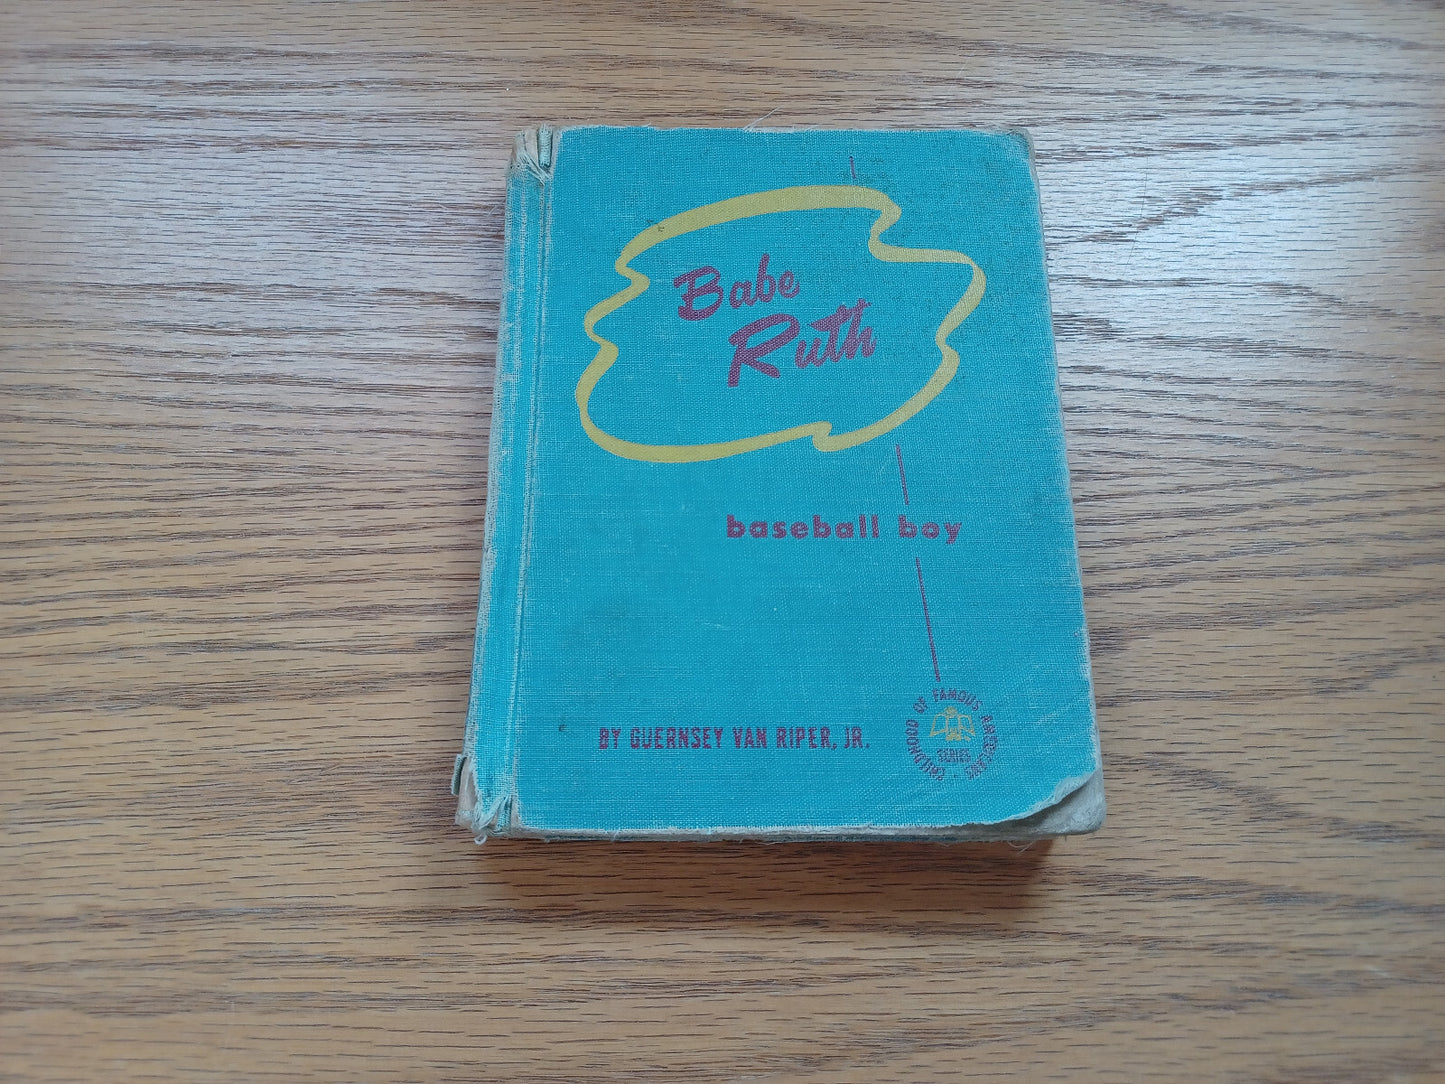 Babe
Ruth
baseball boy
BY GUERNSEY VAN RIPER, JR.
CHILDHOOD OF FAMOUS AMERICANS
SERIES